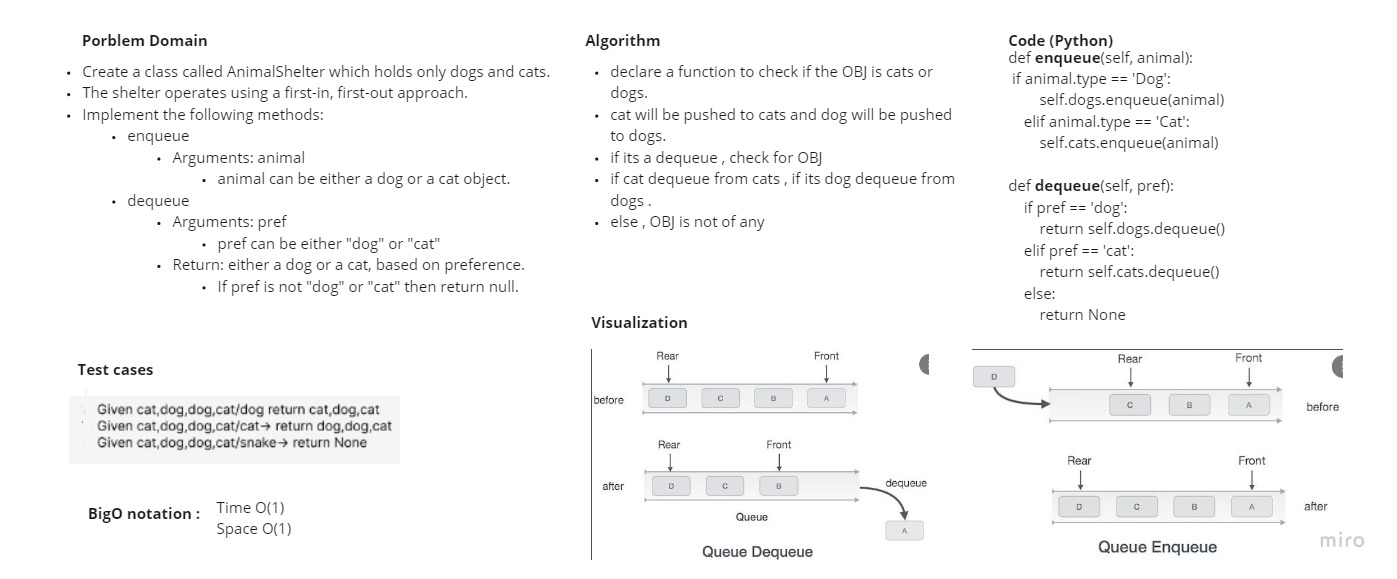 Porblem Domain
• Create a class called AnimalShelter which holds only dogs and cats.
• The shelter operates using a first-in, first-out approach.
• Implement the following methods:
• enqueue
• Arguments: animal
• animal can be either a dog or a cat object.
• dequeue
• Arguments: pref
• pref can be either "dog" or "cat"
• Return: either a dog or a cat, based on preference.
• If pref is not "dog" or "cat" then return null.
Test cases
Given cat,dog,dog,cat/dog return cat,dog,cat
Given cat,dog,dog,cat/cat→ return dog,dog,cat
Given cat,dog,dog,cat/snake→ return None
BigO notation :
Time O(1)
Space O(1)
Algorithm
• declare a function to check if the OBJ is cats or
dogs.
• cat will be pushed to cats and dog will be pushed
to dogs.
• if its a dequeue , check for OBJ
• if cat dequeue from cats , if its dog dequeue from
dogs .
• else , OBJ is not of any
Visualization
Rear Front
before D C B A
Rear Front
after D C B dequeue
A
Queue
Queue Dequeue
Code (Python)
def enqueue(self, animal):
if animal.type == 'Dog':
self.dogs.enqueue(animal)
elif animal.type == 'Cat':
self.cats.enqueue(animal)
def dequeue(self, pref):
if pref == 'dog':
return self.dogs.dequeue()
elif pref == 'cat':
return self.cats.dequeue()
else:
return None
Rear Front
D
C B A before
Rear Front
D C B A after
Queue Enqueue
miro